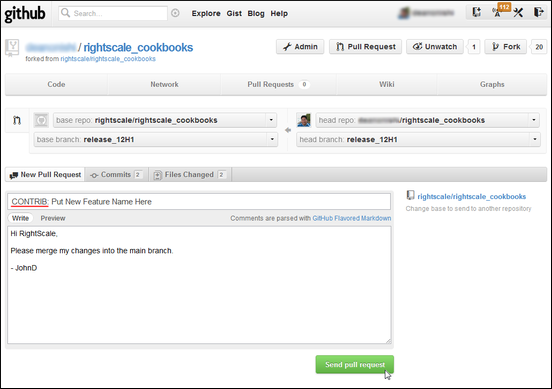 github Search... Explore Gist Blog Help 112
/ rightscale_cookbooks Admin Pull Request Unwatch 1 Fork 20
forked from rightscale/rightscale_cookbooks
Code Network Pull Requests 0 Wiki Graphs
base repo: rightscale/rightscale_cookbooks head repo: /rightscale_cookbooks
base branch: release_12H1 head branch: release_12H1
New Pull Request Commits 2 Files Changed 2
CONTRIB: Put New Feature Name Here rightscale/rightscale_cookbooks
Change base to send to another repository
Write Preview Comments are parsed with GitHub Flavored Markdown
Hi RightScale,
Please merge my changes into the main branch.
- JohnD
Send pull request